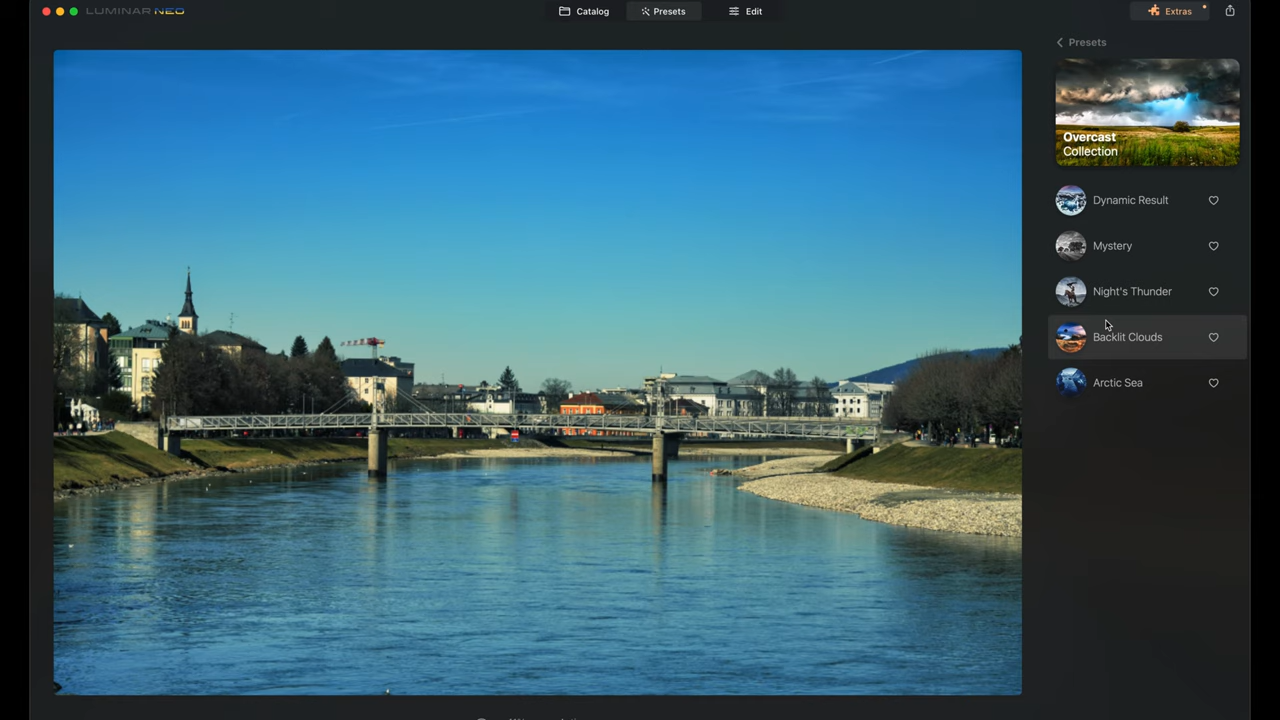 LUMINAR NEO
Catalog
Presets
Edit
Extras
Presets
Overcast
Collection
Dynamic Result
Mystery
Night's Thunder
Backlit Clouds
Arctic Sea